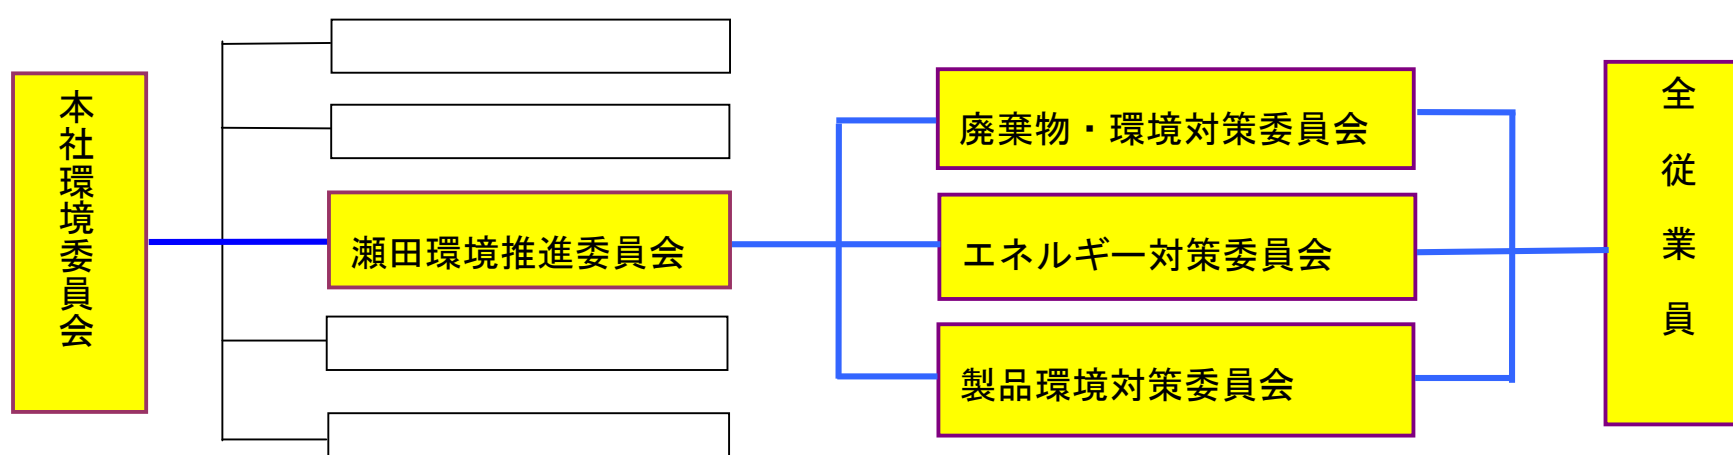 本社環境委員会
瀬田環境推進委員会
廃棄物・環境対策委員会
エネルギー対策委員会
製品環境対策委員会
全従業員